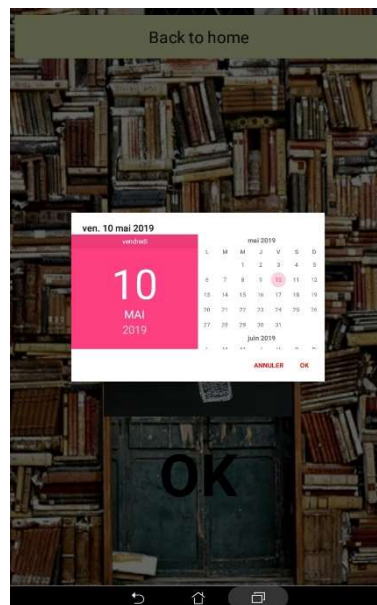 Back to home
ven. 10 mai 2019
vendredi
10
MAI
2019
mai 2019
L M M J V S D
1 2 3 4 5
6 7 8 9 10 11 12
13 14 15 16 17 18 19
20 21 22 23 24 25 26
27 28 29 30 31
juin 2019
ANNULER OK
OK